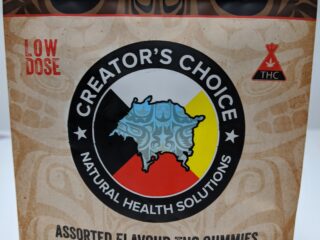 LOW
DOSE
THC
CREATOR'S CHOICE
NATURAL HEALTH SOLUTIONS
ASSORTED FLAVOUR GUMMIES